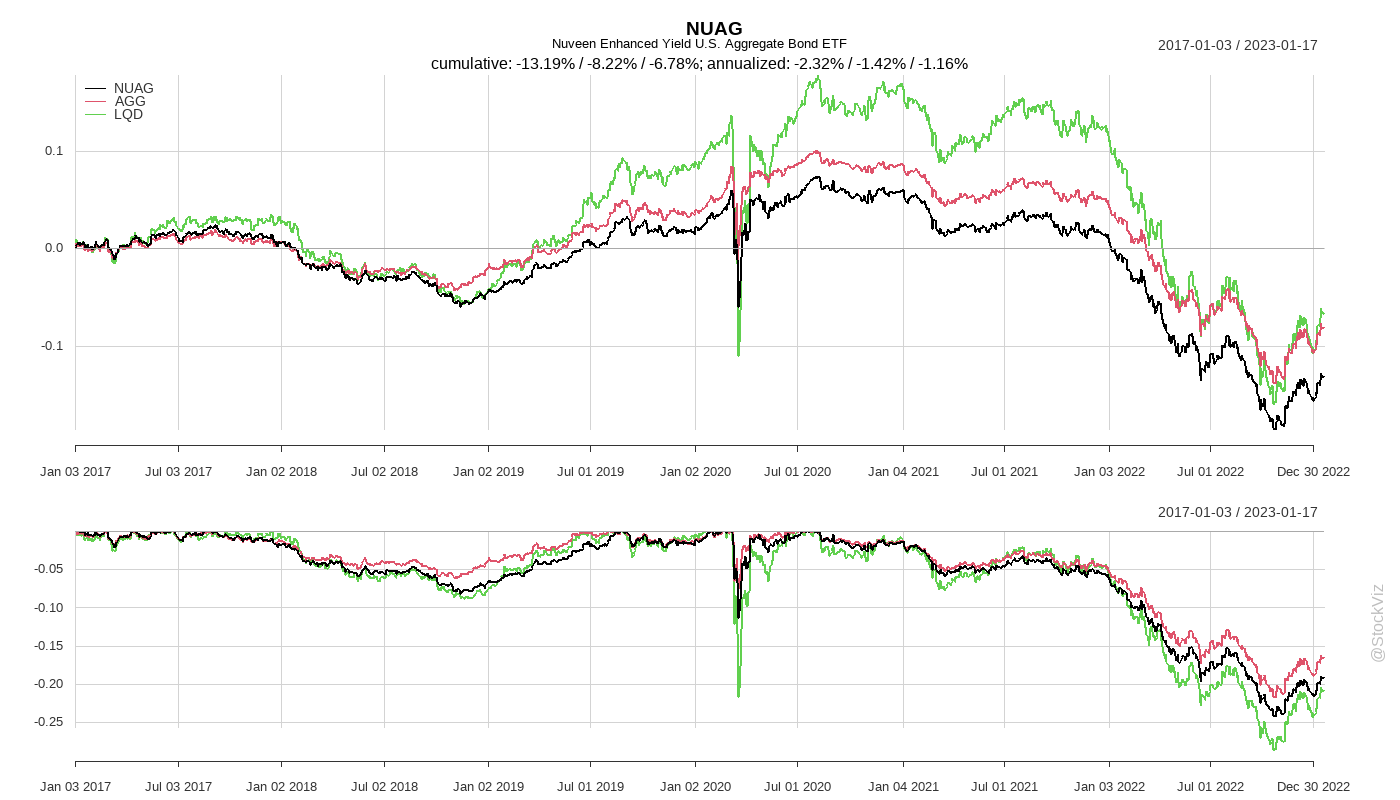 NUAG
Nuveen Enhanced Yield U.S. Aggregate Bond ETF
2017-01-03 / 2023-01-17
cumulative: -13.19% / -8.22% / -6.78%; annualized: -2.32% / -1.42% / -1.16%
NUAG
AGG
LQD
0.1
0.0
-0.1
Jan 03 2017 Jul 03 2017 Jan 02 2018 Jul 02 2018 Jan 02 2019 Jul 01 2019 Jan 02 2020 Jul 01 2020 Jan 04 2021 Jul 01 2021 Jan 03 2022 Jul 01 2022 Dec 30 2022
2017-01-03 / 2023-01-17
-0.05
-0.10
-0.15
-0.20
-0.25
Jan 03 2017 Jul 03 2017 Jan 02 2018 Jul 02 2018 Jan 02 2019 Jul 01 2019 Jan 02 2020 Jul 01 2020 Jan 04 2021 Jul 01 2021 Jan 03 2022 Jul 01 2022 Dec 30 2022
@StockViz